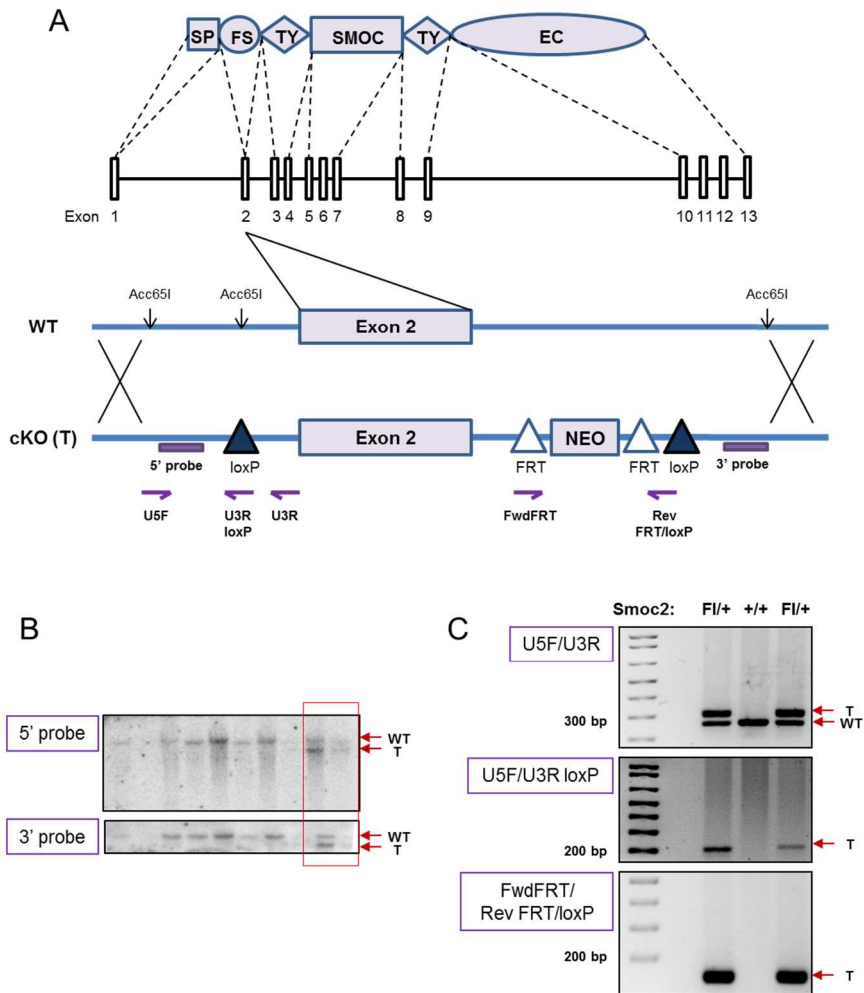 A
SP FS TY SMOC TY EC
Exon 1 2 3 4 5 6 7 8 9 10 11 12 13
Acc65I Acc65I Acc65I
WT Exon 2
cKO (T) Exon 2 NEO
5' probe loxP FRT FRT loxP 3' probe
U5F U3R loxP U3R FwdFRT Rev FRT/loxP
B
5' probe WT
T
3' probe WT
T
C
Smoc2: Fl/+ +/+ Fl/+
U5F/U3R
T
300 bp WT
U5F/U3R loxP
200 bp T
FwdFRT/
Rev FRT/loxP
200 bp
T